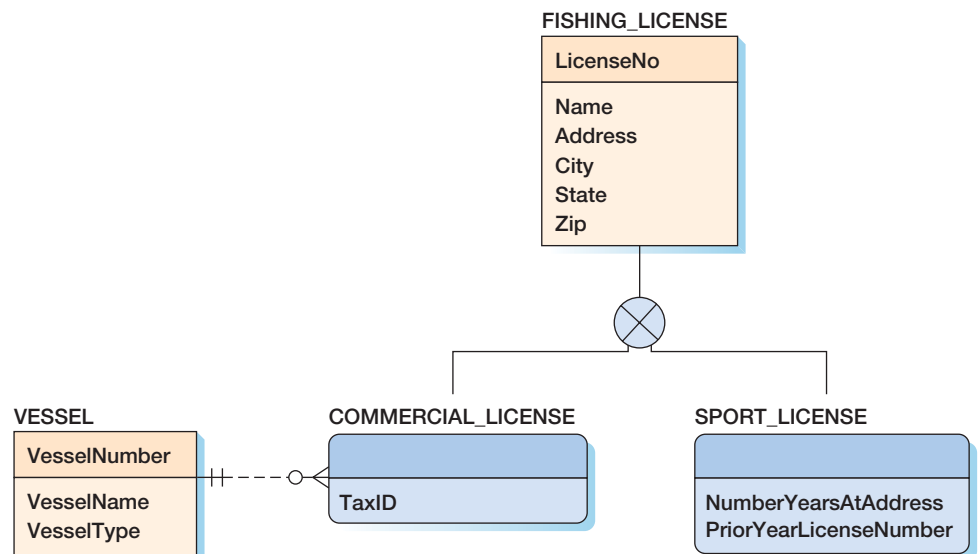 FISHING_LICENSE
LicenseNo
Name
Address
City
State
Zip
VESSEL
VesselNumber
VesselName
VesselType
COMMERCIAL_LICENSE
TaxID
SPORT_LICENSE
NumberYearsAtAddress
PriorYearLicenseNumber